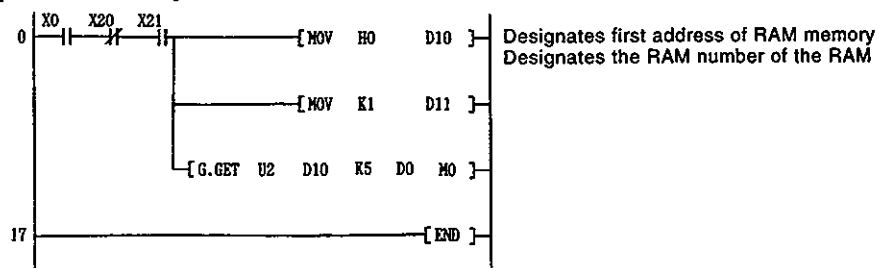 X0 X20 X21
0 [MOV H0 D10 ] Designates first address of RAM memory
Designates the RAM number of the RAM
[MOV K1 D11 ]
[G.GET U2 D10 K5 D0 M0 ]
17 [END ]